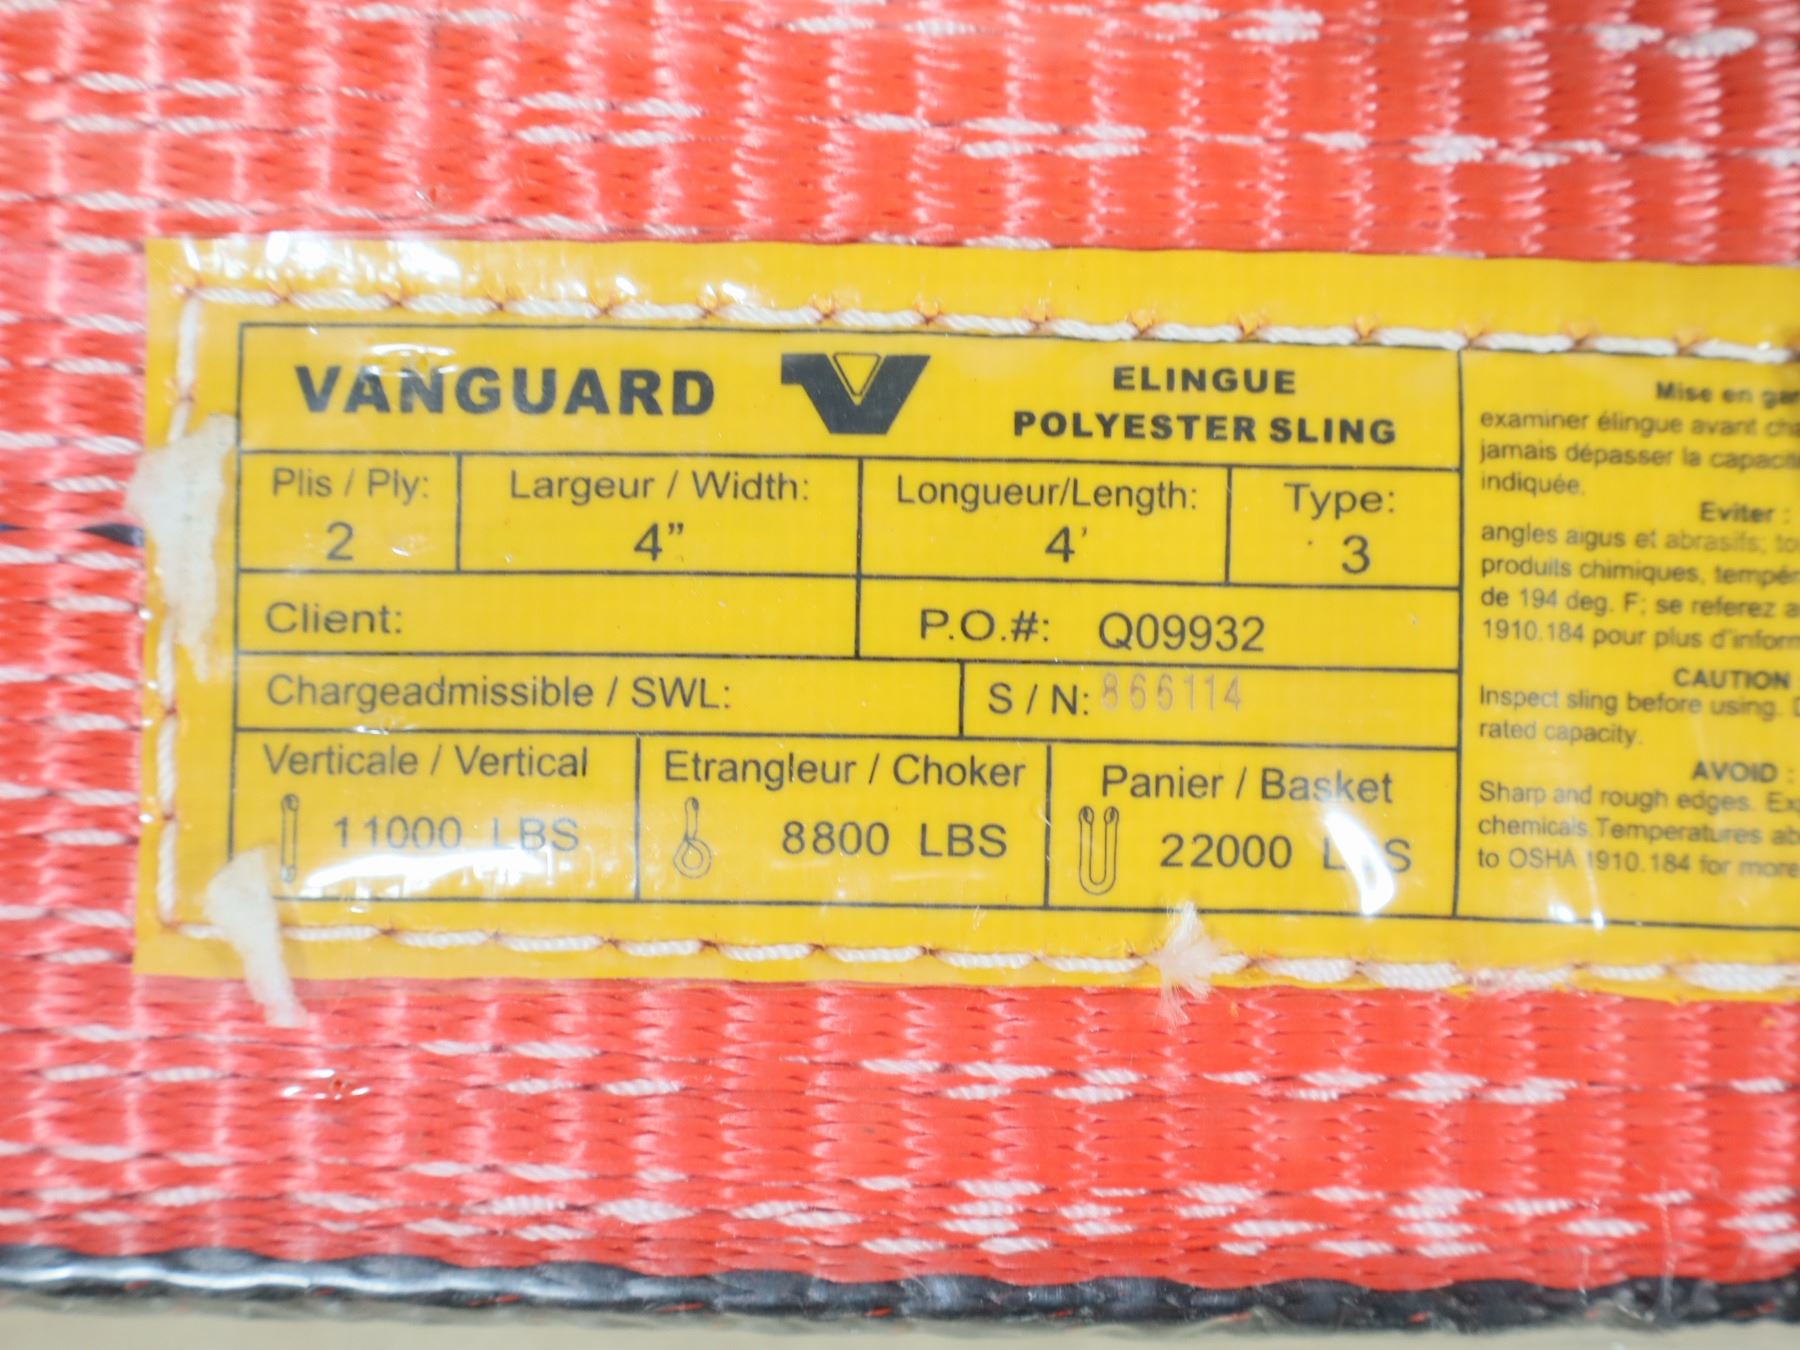 VANGUARD
ELINGUE
POLYESTER SLING
Plis / Ply:
2
Largeur / Width:
4"
Longueur/Length:
4'
Type:
3
Client:
P.O.#: Q09932
Chargeadmissible / SWL:
S / N: 866114
Verticale / Vertical
11000 LBS
Etrangleur / Choker
8800 LBS
Panier / Basket
22000 LBS
Mise en
examiner élingue avant
jamais dépasser la
indiquée.
Eviter :
angles aigus et abrasifs;
produits chimiques,
de 194 deg. F; se referez
1910.184 pour plus
CAUTION
Inspect sling before using.
rated capacity.
AVOID :
Sharp and rough edges.
chemicals. Temperatures
to OSHA 1910.184 for more